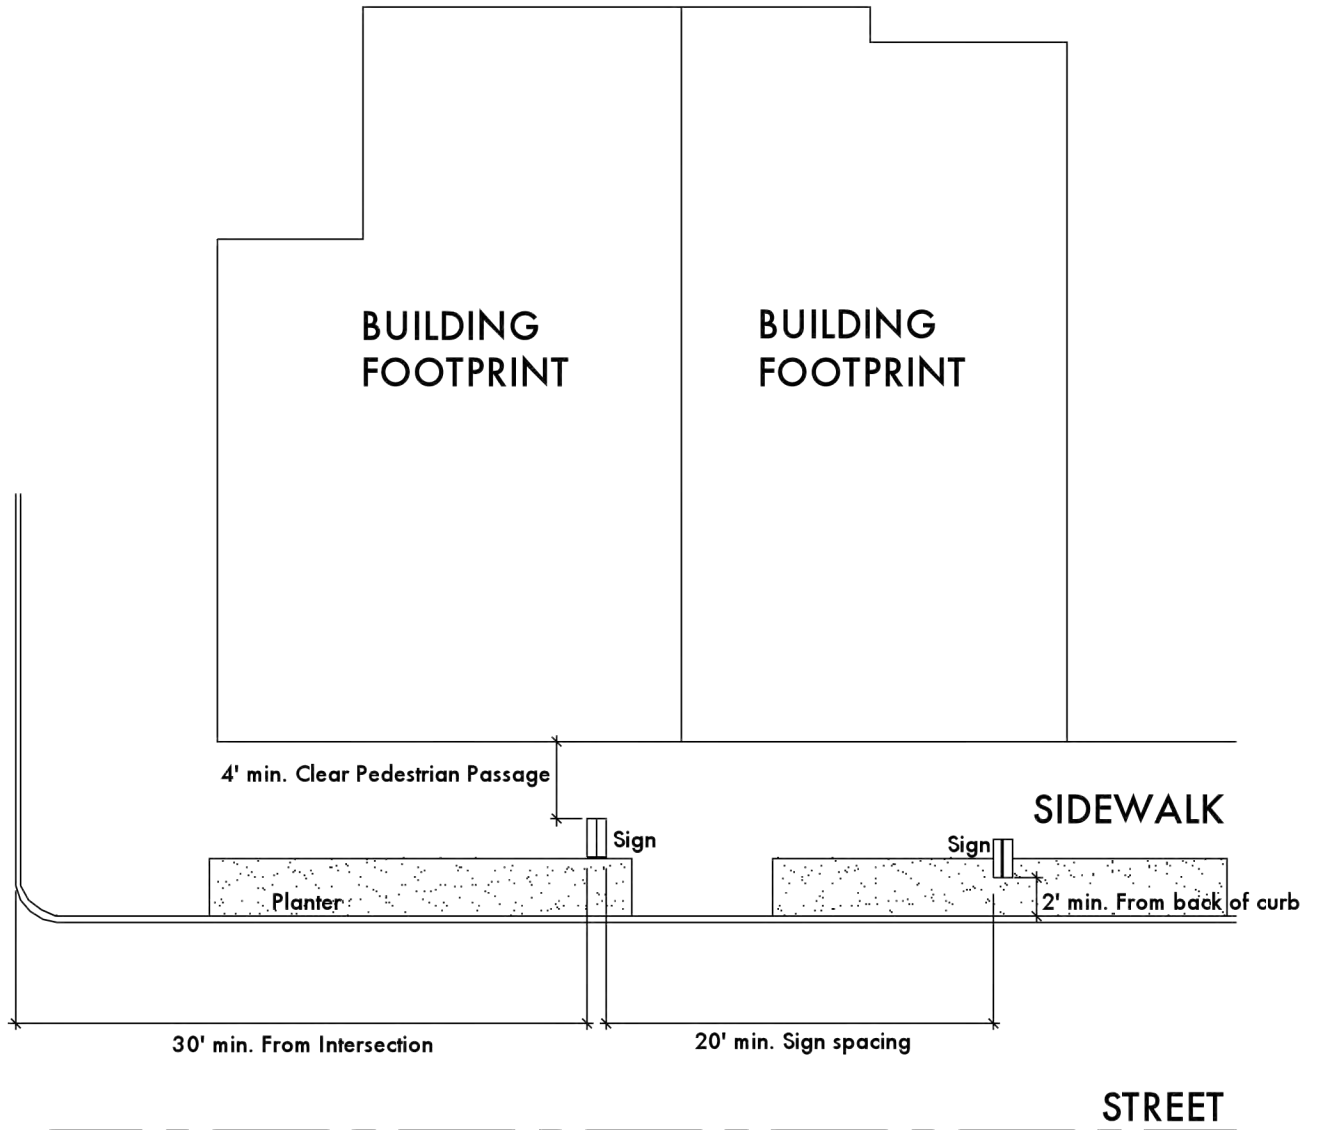 BUILDING
FOOTPRINT
BUILDING
FOOTPRINT
4' min. Clear Pedestrian Passage
SIDEWALK
Sign
Sign
Planter
2' min. From back of curb
30' min. From Intersection
20' min. Sign spacing
STREET